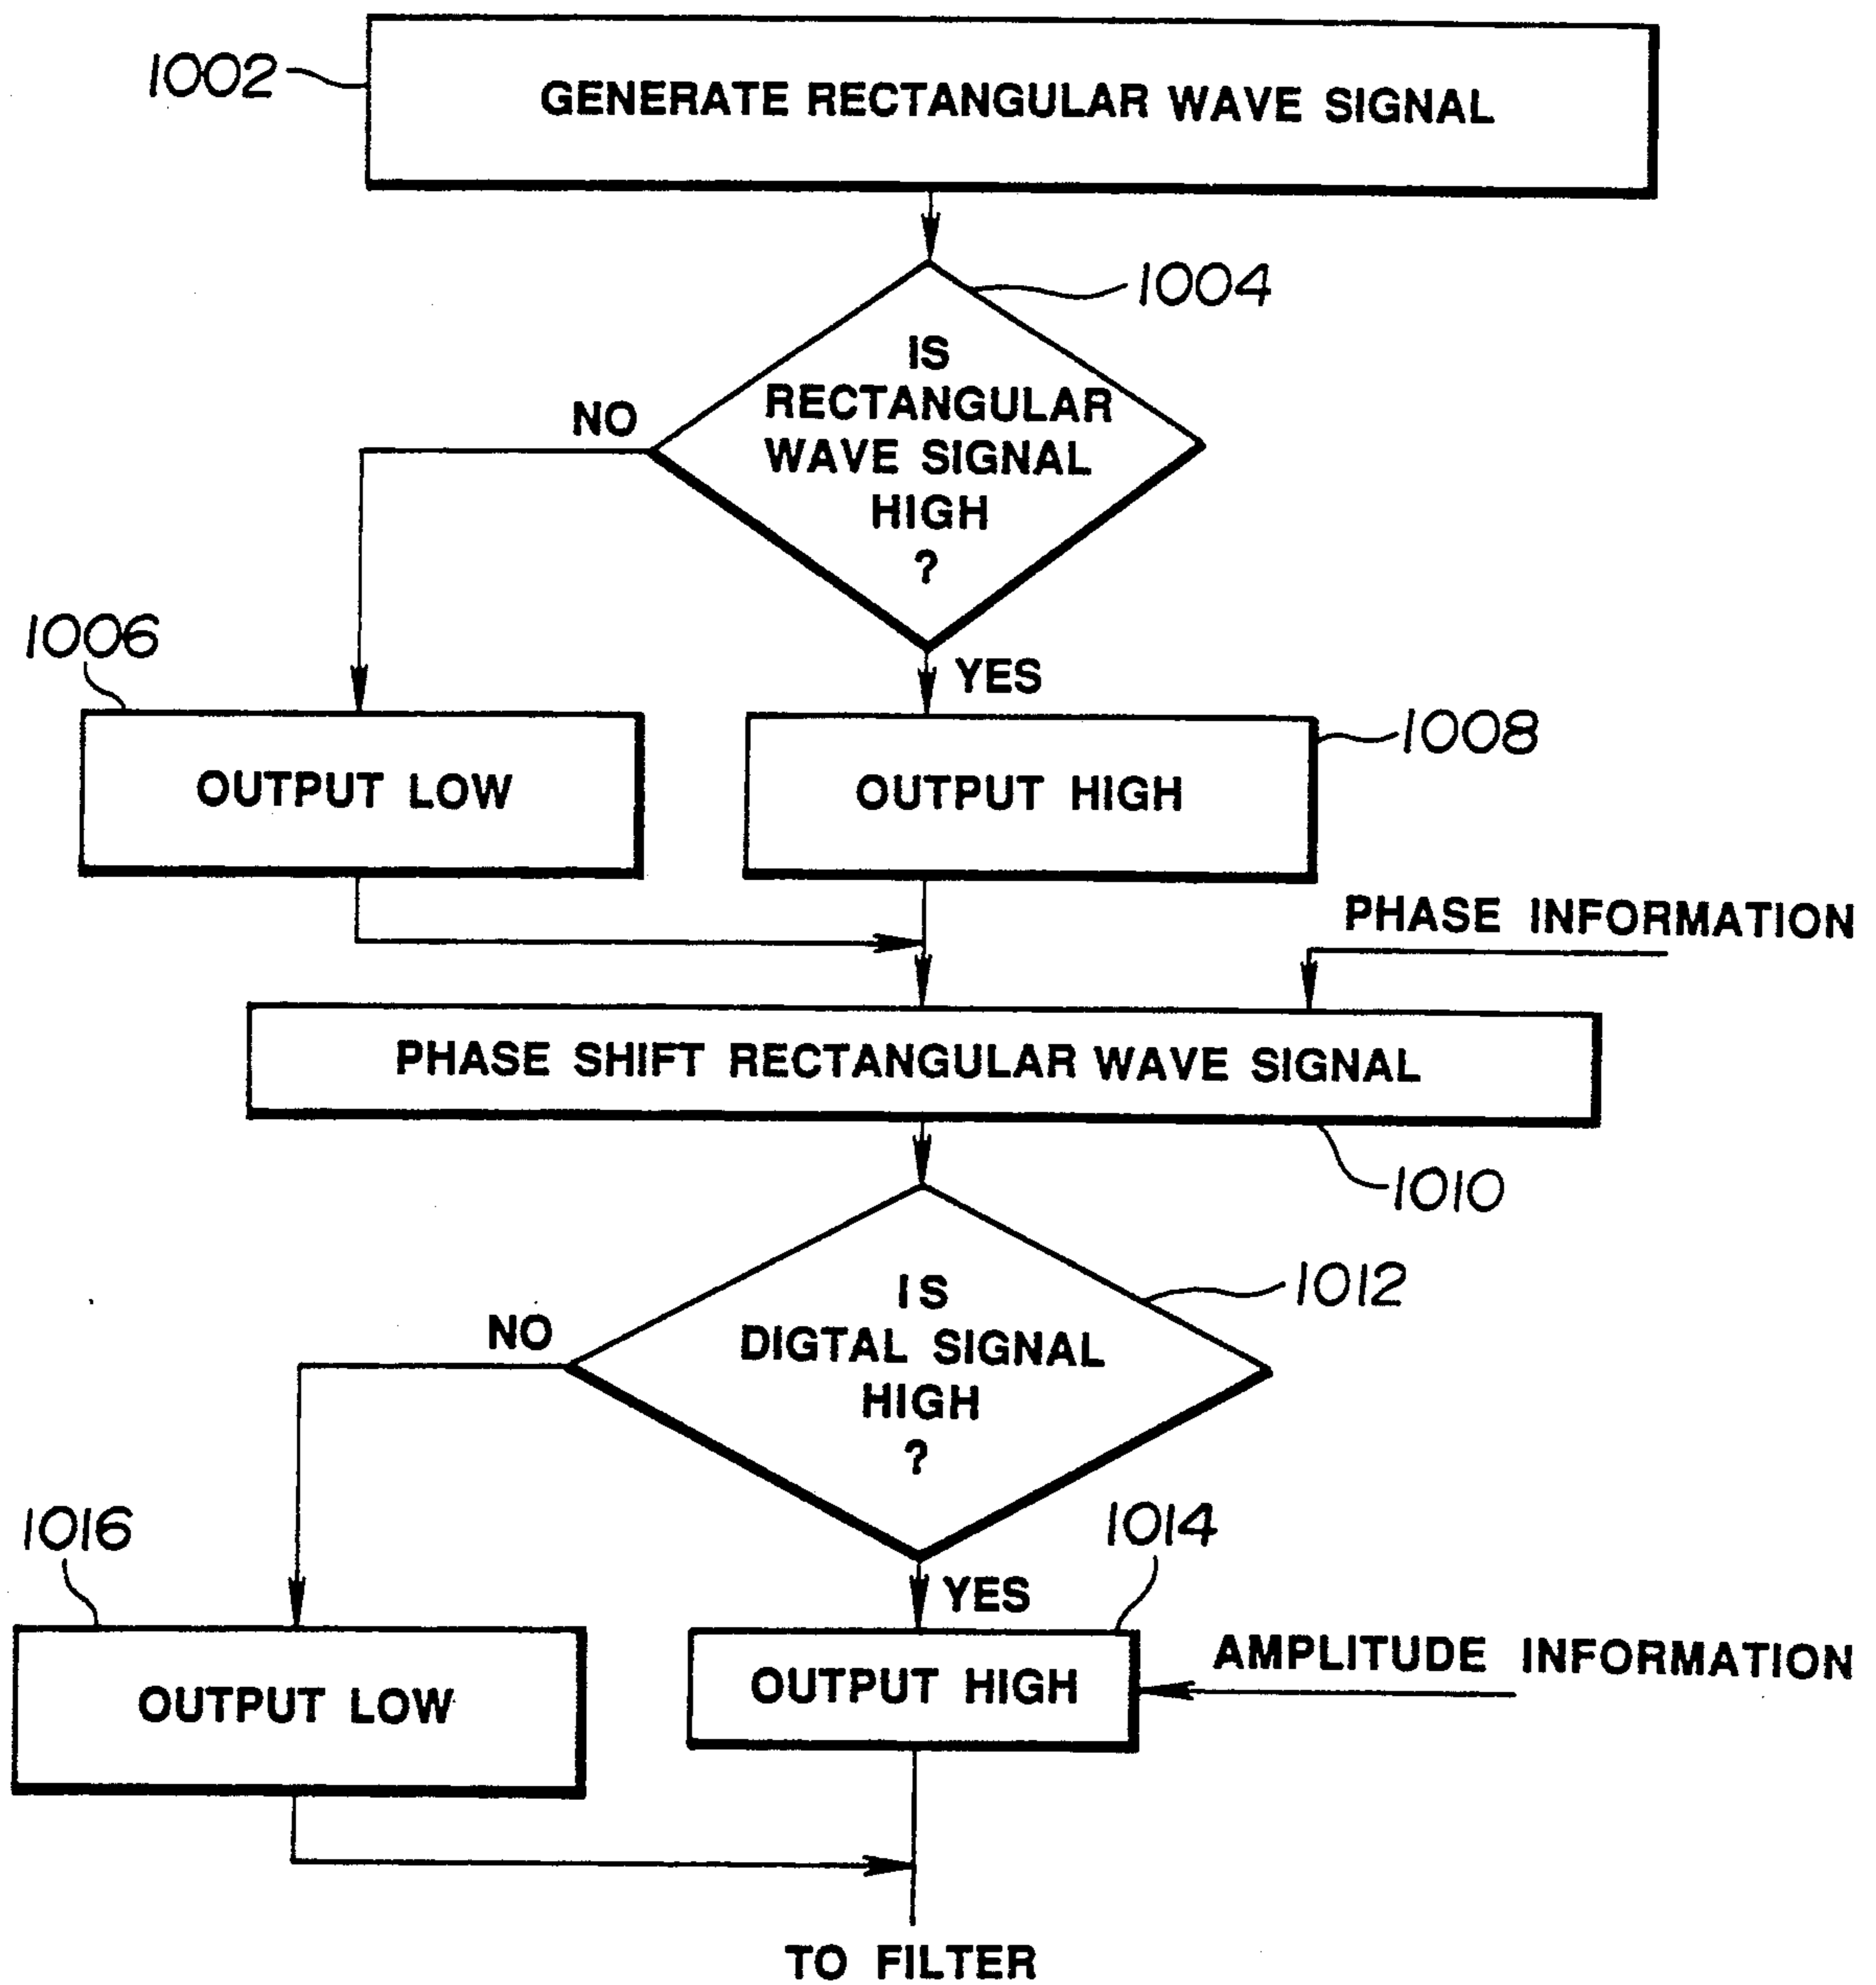 1002
GENERATE RECTANGULAR WAVE SIGNAL
1004
IS
RECTANGULAR
WAVE SIGNAL
HIGH
?
NO
YES
1006
OUTPUT LOW
OUTPUT HIGH
1008
PHASE INFORMATION
PHASE SHIFT RECTANGULAR WAVE SIGNAL
1010
IS
DIGTAL SIGNAL
HIGH
?
1012
NO
YES
1016
OUTPUT LOW
1014
OUTPUT HIGH
AMPLITUDE INFORMATION
TO FILTER